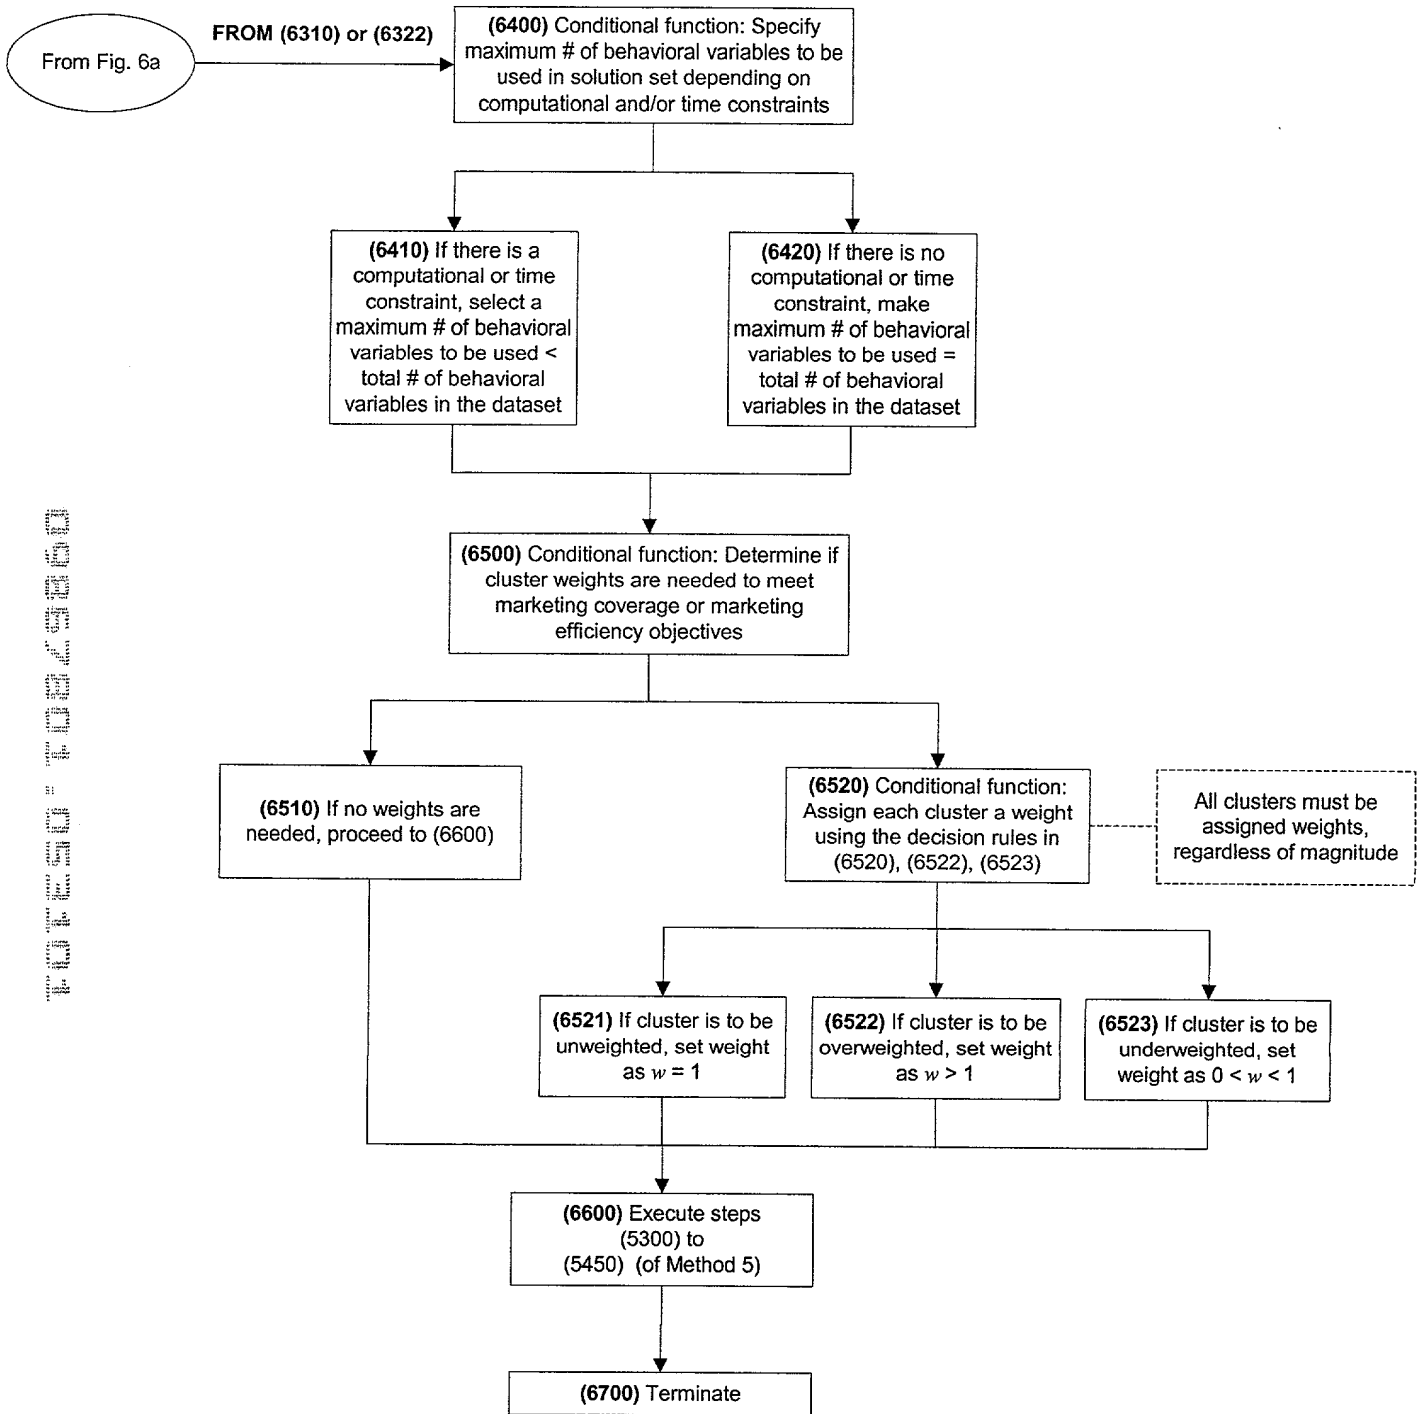 From Fig. 6a
FROM (6310) or (6322)
(6400) Conditional function: Specify
maximum # of behavioral variables to be
used in solution set depending on
computational and/or time constraints
(6410) If there is a
computational or time
constraint, select a
maximum # of behavioral
variables to be used <
total # of behavioral
variables in the dataset
(6420) If there is no
computational or time
constraint, make
maximum # of behavioral
variables to be used =
total # of behavioral
variables in the dataset
(6500) Conditional function: Determine if
cluster weights are needed to meet
marketing coverage or marketing
efficiency objectives
(6510) If no weights are
needed, proceed to (6600)
(6520) Conditional function:
Assign each cluster a weight
using the decision rules in
(6520), (6522), (6523)
All clusters must be
assigned weights,
regardless of magnitude
(6521) If cluster is to be
unweighted, set weight
as w = 1
(6522) If cluster is to be
overweighted, set weight
as w > 1
(6523) If cluster is to be
underweighted, set
weight as 0 < w < 1
(6600) Execute steps
(5300) to
(5450) (of Method 5)
(6700) Terminate